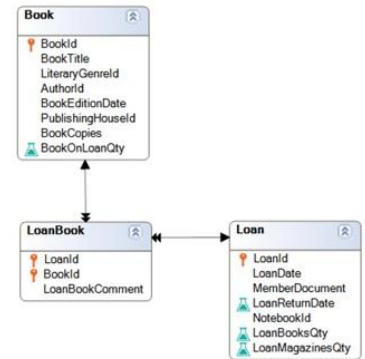 Book
BookId
BookTitle
LiteraryGenreId
AuthorId
BookEditionDate
PublishingHouseId
BookCopies
BookOnLoanQty
LoanBook
LoanId
BookId
LoanBookComment
Loan
LoanId
LoanDate
MemberDocument
LoanReturnDate
NotebookId
LoanBooksQty
LoanMagazinesQty